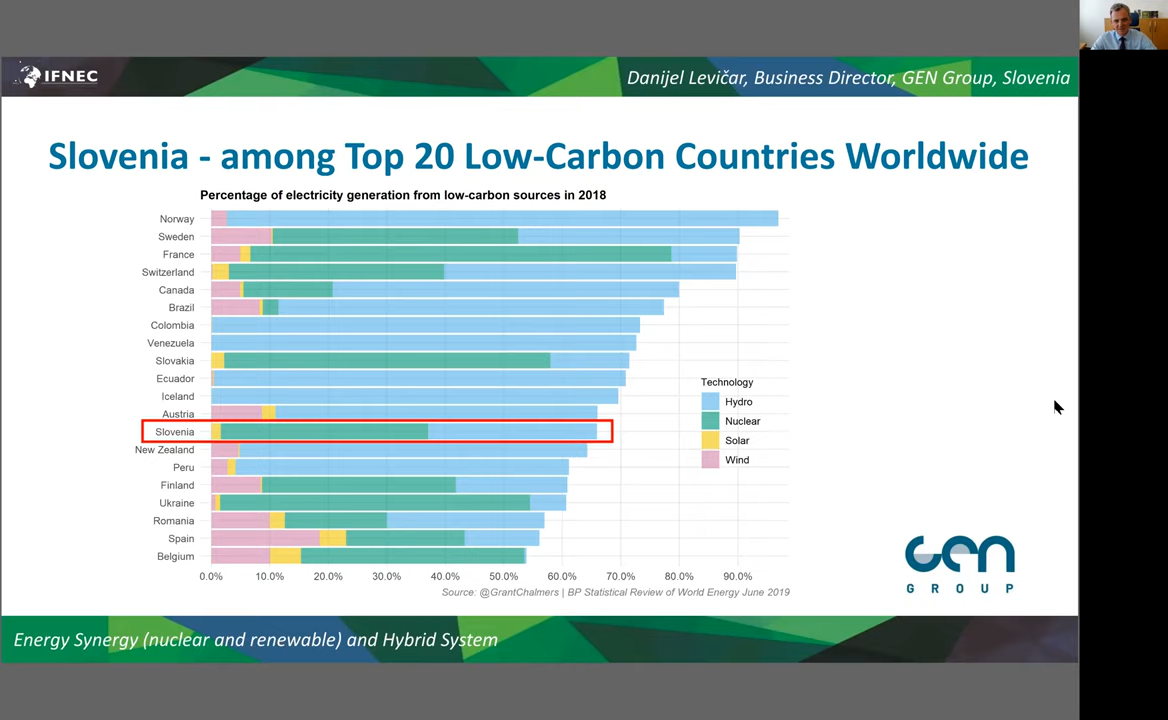 IFNEC
Danijel Levičar, Business Director, GEN Group, Slovenia
Slovenia - among Top 20 Low-Carbon Countries Worldwide
Percentage of electricity generation from low-carbon sources in 2018
Norway
Sweden
France
Switzerland
Canada
Brazil
Colombia
Venezuela
Slovakia
Ecuador
Iceland
Austria
Slovenia
New Zealand
Peru
Finland
Ukraine
Romania
Spain
Belgium
0.0% 10.0% 20.0% 30.0% 40.0% 50.0% 60.0% 70.0% 80.0% 90.0%
Technology
Hydro
Nuclear
Solar
Wind
Source: @GrantChalmers | BP Statistical Review of World Energy June 2019
gen
GROUP
Energy Synergy (nuclear and renewable) and Hybrid System